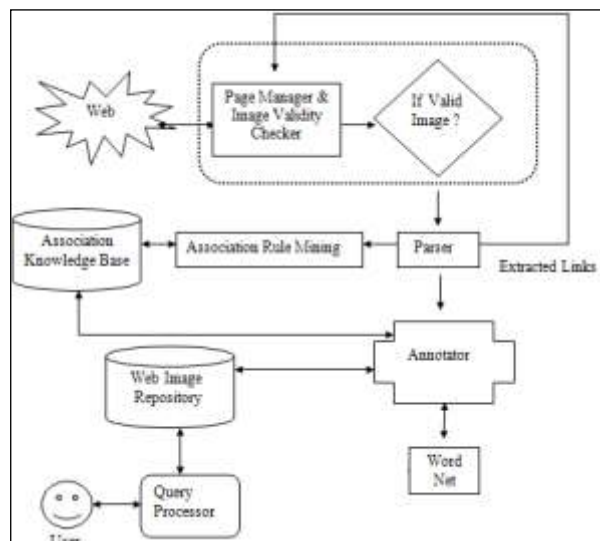 Web
Page Manager &
Image Validity
Checker
If Valid
Image ?
Association
Knowledge Base
Association Rule Mining
Parser
Extracted Links
Annotator
Web Image
Repository
Word
Net
Query
Processor
User